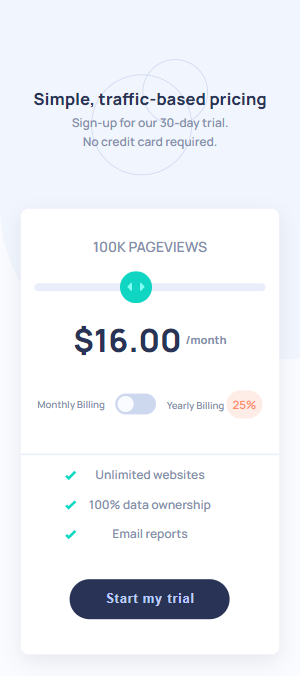 Simple, traffic-based pricing
Sign-up for our 30-day trial.
No credit card required.
100K PAGEVIEWS
$16.00 /month
Monthly Billing Yearly Billing 25%
Unlimited websites
100% data ownership
Email reports
Start my trial